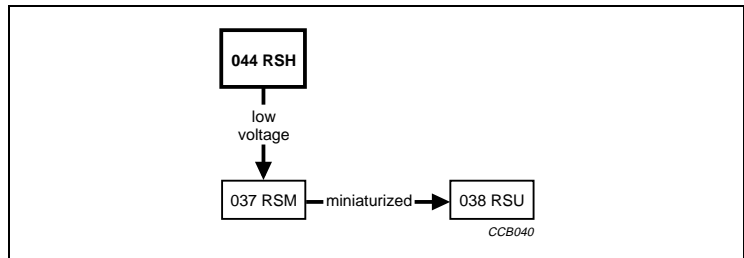 044 RSH
low
voltage
037 RSM
miniaturized
038 RSU
CCB040